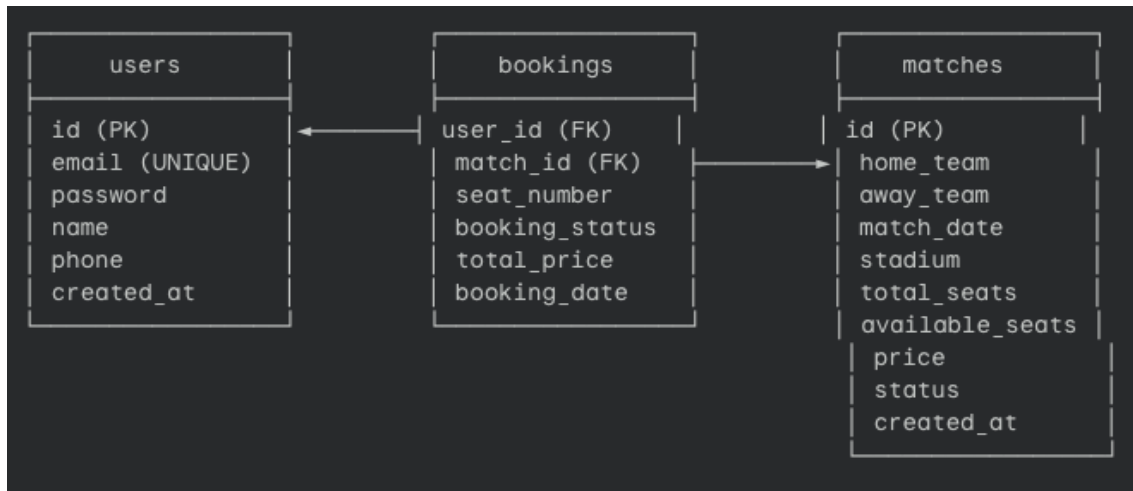 users
id (PK)
email (UNIQUE)
password
name
phone
created_at
bookings
user_id (FK)
match_id (FK)
seat_number
booking_status
total_price
booking_date
matches
id (PK)
home_team
away_team
match_date
stadium
total_seats
available_seats
price
status
created_at